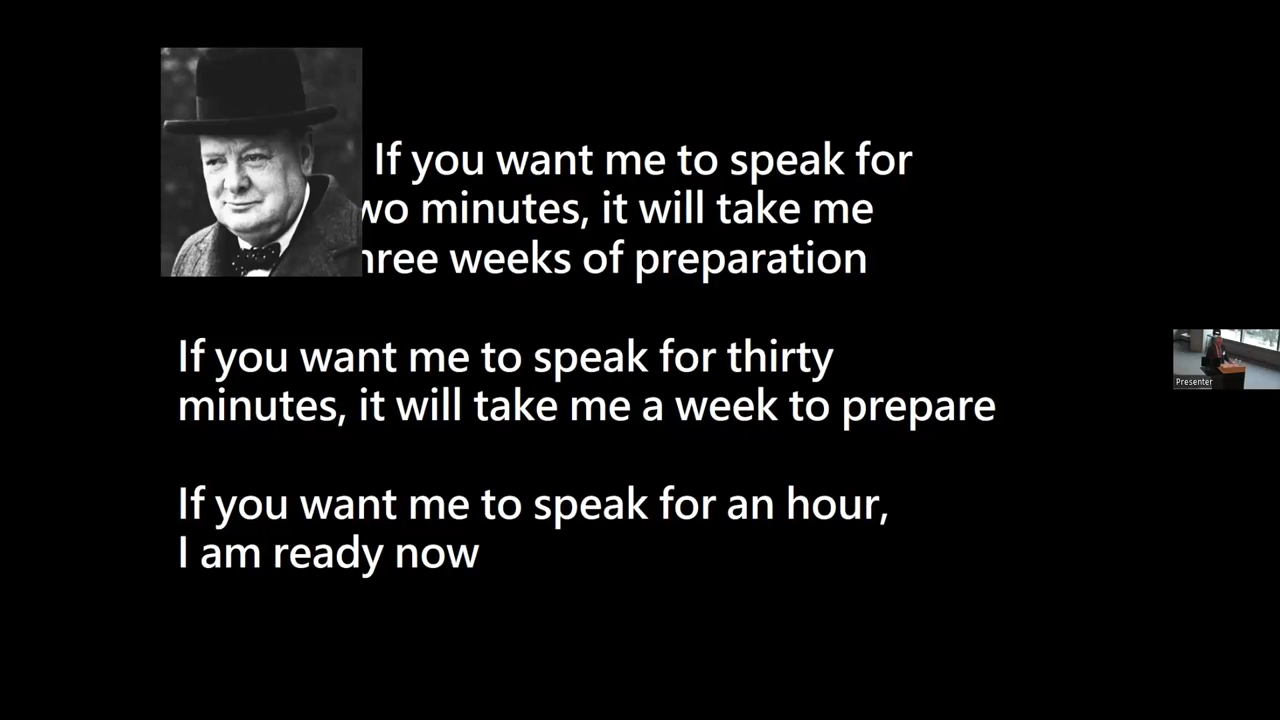 If you want me to speak for
wo minutes, it will take me
hree weeks of preparation
If you want me to speak for thirty
minutes, it will take me a week to prepare
If you want me to speak for an hour,
I am ready now
Presenter